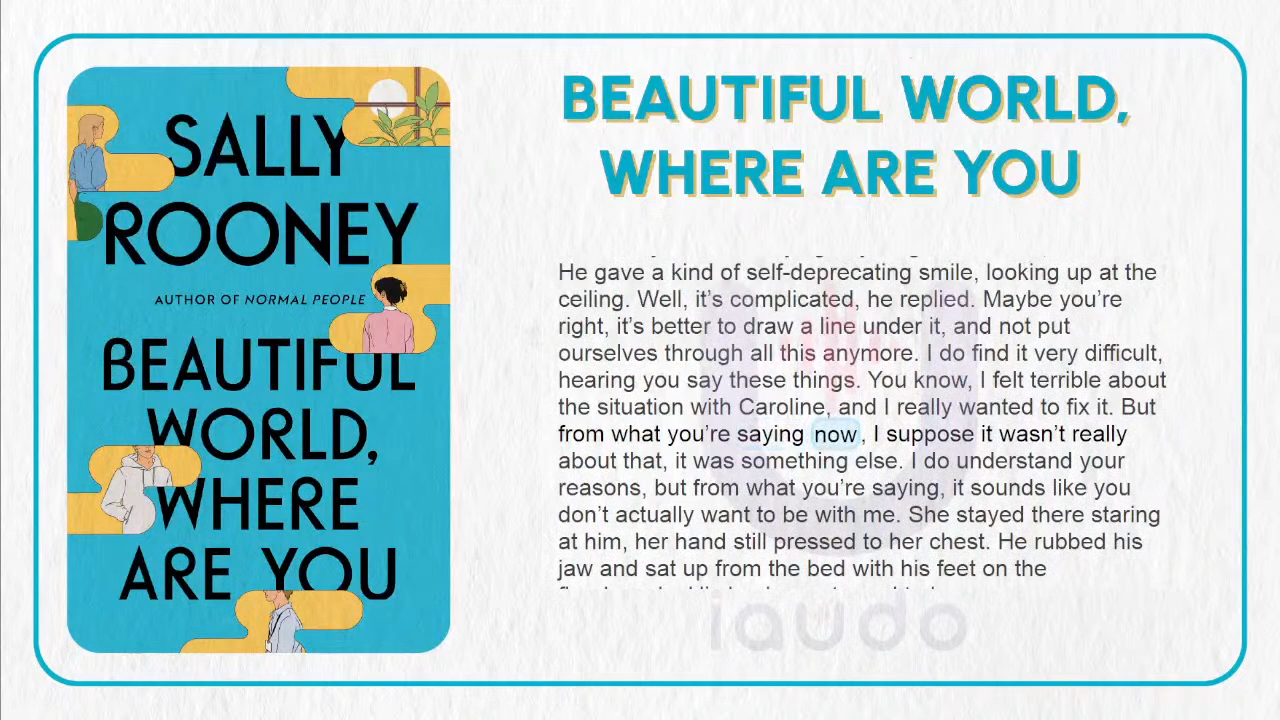 SALLY
ROONEY
AUTHOR OF NORMAL PEOPLE
BEAUTIFUL
WORLD,
WHERE
ARE YOU
BEAUTIFUL WORLD,
WHERE ARE YOU
He gave a kind of self-deprecating smile, looking up at the
ceiling. Well, it’s complicated, he replied. Maybe you’re
right, it’s better to draw a line under it, and not put
ourselves through all this anymore. I do find it very difficult,
hearing you say these things. You know, I felt terrible about
the situation with Caroline, and I really wanted to fix it. But
from what you’re saying now, I suppose it wasn’t really
about that, it was something else. I do understand your
reasons, but from what you’re saying, it sounds like you
don’t actually want to be with me. She stayed there staring
at him, her hand still pressed to her chest. He rubbed his
jaw and sat up from the bed with his feet on the
iaudo